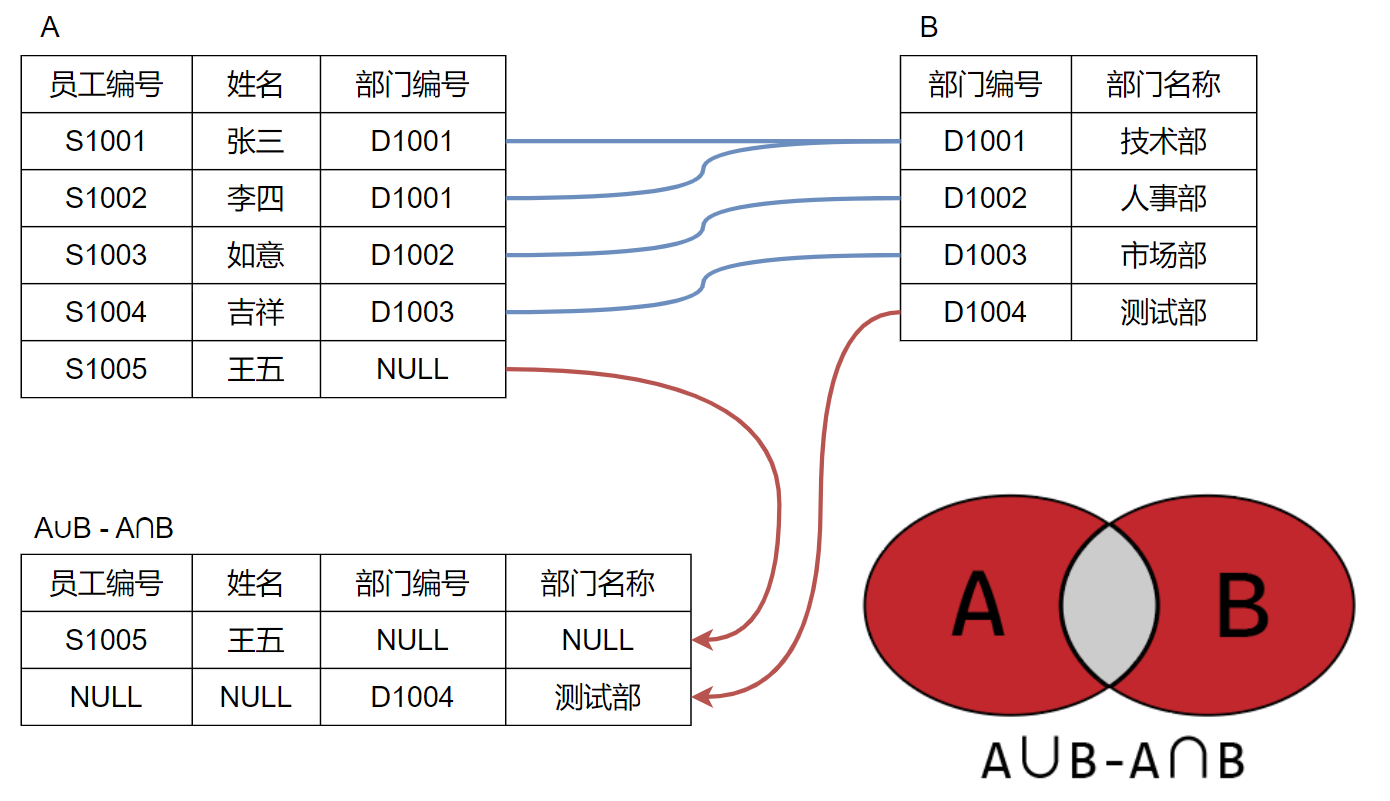 A
员工编号 姓名 部门编号
S1001 张三 D1001
S1002 李四 D1001
S1003 如意 D1002
S1004 吉祥 D1003
S1005 王五 NULL
B
部门编号 部门名称
D1001 技术部
D1002 人事部
D1003 市场部
D1004 测试部
A∪B - A∩B
员工编号 姓名 部门编号 部门名称
S1005 王五 NULL NULL
NULL NULL D1004 测试部
A B
A∪B-A∩B